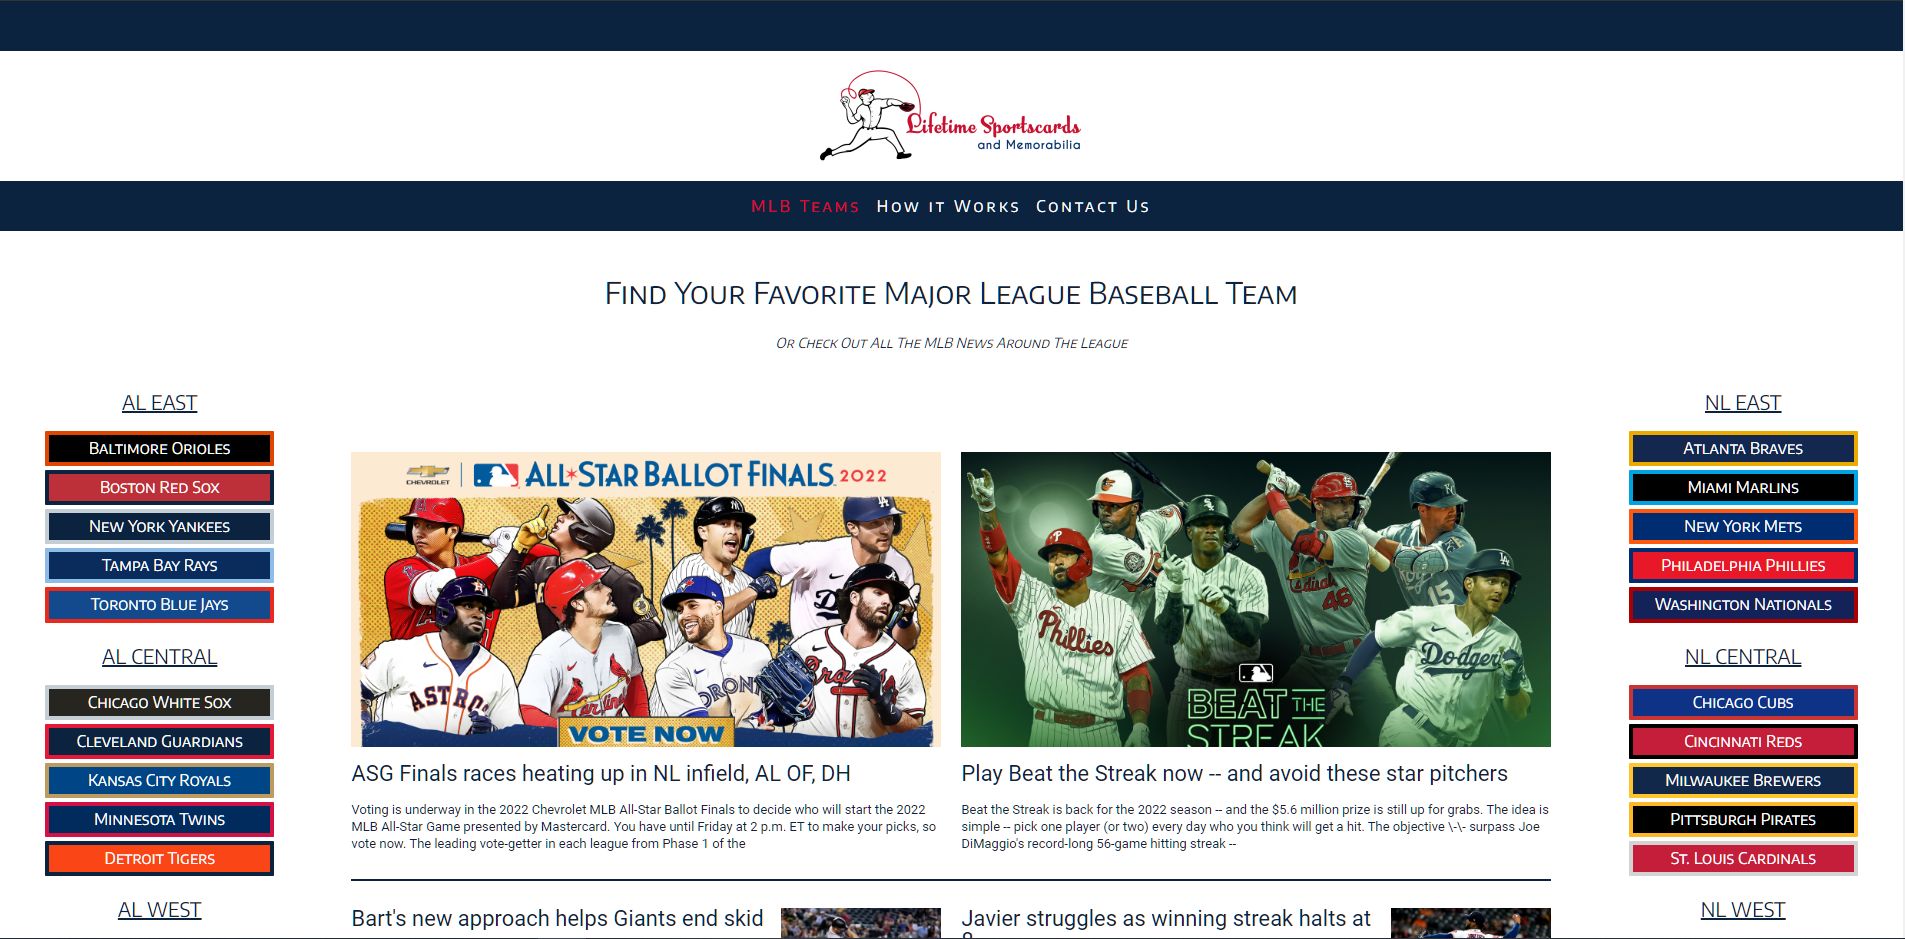 Lifetime Sportscards
and Memorabilia
MLB Teams How it Works Contact Us
Find Your Favorite Major League Baseball Team
Or Check Out All The MLB News Around The League
AL EAST
Baltimore Orioles
Boston Red Sox
New York Yankees
Tampa Bay Rays
Toronto Blue Jays
AL CENTRAL
Chicago White Sox
Cleveland Guardians
Kansas City Royals
Minnesota Twins
Detroit Tigers
AL WEST
CHEVROLET ALL★STAR BALLOT FINALS 2022
ASTROS
Cardinals
Braves
VOTE NOW
ASG Finals races heating up in NL infield, AL OF, DH
Voting is underway in the 2022 Chevrolet MLB All-Star Ballot Finals to decide who will start the 2022
MLB All-Star Game presented by Mastercard. You have until Friday at 2 p.m. ET to make your picks, so
vote now. The leading vote-getter in each league from Phase 1 of the
Bart's new approach helps Giants end skid
Phillies
Cardinals
46
15
Dodgers
BEAT THE
STREAK
Play Beat the Streak now -- and avoid these star pitchers
Beat the Streak is back for the 2022 season -- and the $5.6 million prize is still up for grabs. The idea is
simple -- pick one player (or two) every day who you think will get a hit. The objective \-\- surpass Joe
DiMaggio's record-long 56-game hitting streak --
Javier struggles as winning streak halts at
NL EAST
Atlanta Braves
Miami Marlins
New York Mets
Philadelphia Phillies
Washington Nationals
NL CENTRAL
Chicago Cubs
Cincinnati Reds
Milwaukee Brewers
Pittsburgh Pirates
St. Louis Cardinals
NL WEST